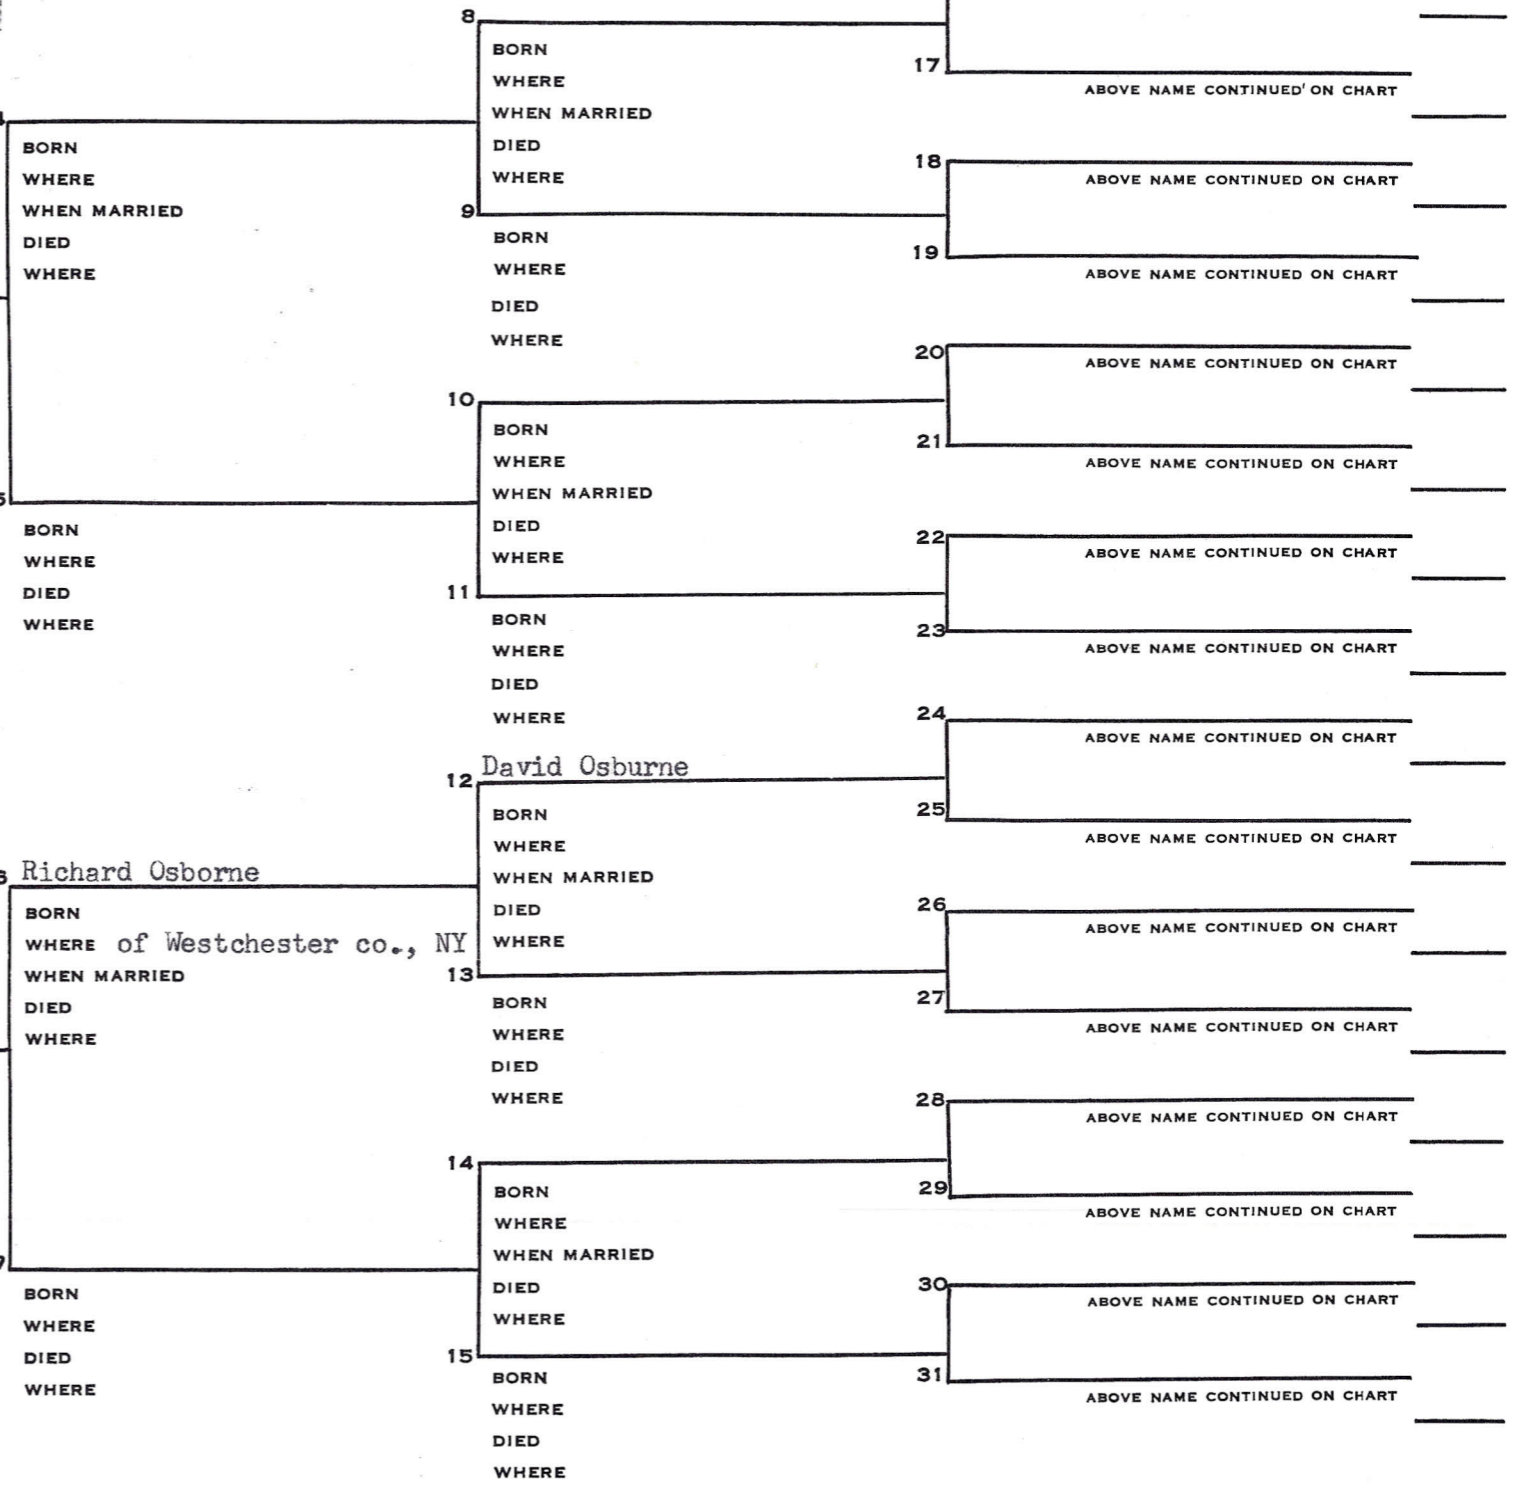 8
BORN
WHERE
WHEN MARRIED
DIED
WHERE
17
ABOVE NAME CONTINUED ON CHART
BORN
WHERE
WHEN MARRIED
DIED
WHERE
18
ABOVE NAME CONTINUED ON CHART
9
BORN
WHERE
DIED
WHERE
19
ABOVE NAME CONTINUED ON CHART
20
ABOVE NAME CONTINUED ON CHART
10
BORN
WHERE
WHEN MARRIED
DIED
WHERE
21
ABOVE NAME CONTINUED ON CHART
BORN
WHERE
DIED
WHERE
22
ABOVE NAME CONTINUED ON CHART
11
BORN
WHERE
DIED
WHERE
23
ABOVE NAME CONTINUED ON CHART
24
ABOVE NAME CONTINUED ON CHART
12 David Osburne
BORN
WHERE
WHEN MARRIED
DIED
WHERE
25
ABOVE NAME CONTINUED ON CHART
Richard Osborne
BORN
WHERE of Westchester co., NY
WHEN MARRIED
DIED
WHERE
26
ABOVE NAME CONTINUED ON CHART
13
BORN
WHERE
DIED
WHERE
27
ABOVE NAME CONTINUED ON CHART
28
ABOVE NAME CONTINUED ON CHART
14
BORN
WHERE
WHEN MARRIED
DIED
WHERE
29
ABOVE NAME CONTINUED ON CHART
BORN
WHERE
DIED
WHERE
30
ABOVE NAME CONTINUED ON CHART
15
BORN
WHERE
DIED
WHERE
31
ABOVE NAME CONTINUED ON CHART